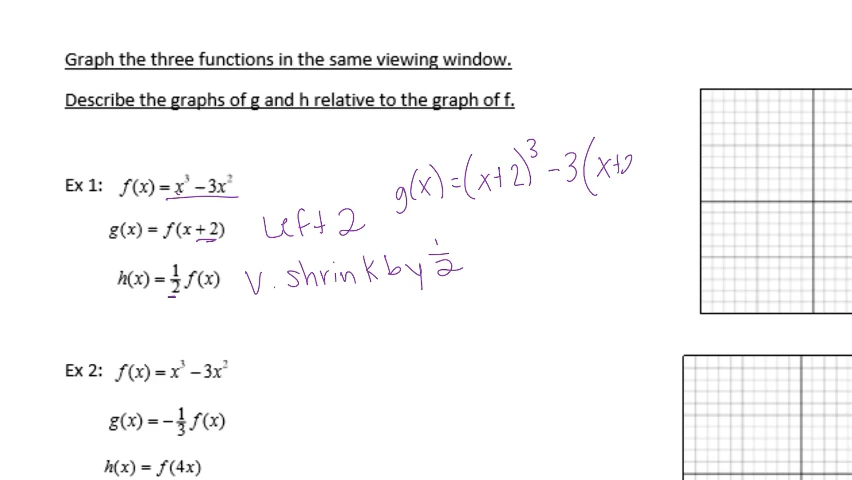 Graph the three functions in the same viewing window.
Describe the graphs of g and h relative to the graph of f.
g(x) = (x+2)³ - 3(x+2
Ex 1: f(x) = x³ − 3x²
g(x) = f(x + 2) Left 2
h(x) = 1/2 f(x) V. shrink by 1/2
Ex 2: f(x) = x³ − 3x²
g(x) = −1/3 f(x)
h(x) = f(4x)